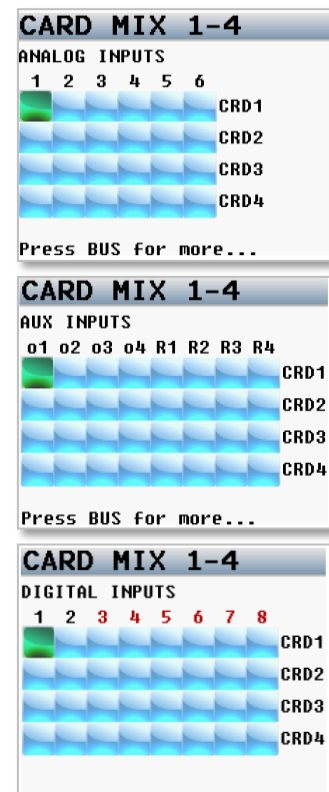 CARD MIX 1-4
ANALOG INPUTS
1 2 3 4 5 6
CRD1
CRD2
CRD3
CRD4
Press BUS for more...
CARD MIX 1-4
AUX INPUTS
o1 o2 o3 o4 R1 R2 R3 R4
CRD1
CRD2
CRD3
CRD4
Press BUS for more...
CARD MIX 1-4
DIGITAL INPUTS
1 2 3 4 5 6 7 8
CRD1
CRD2
CRD3
CRD4